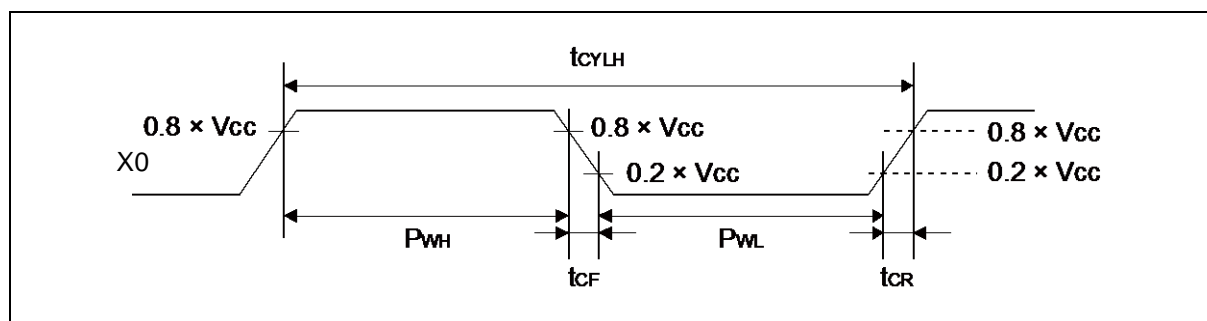 tCYLH
0.8 × Vcc
0.8 × Vcc
0.8 × Vcc
X0
0.2 × Vcc
0.2 × Vcc
PWH
PWL
tCF
tCR